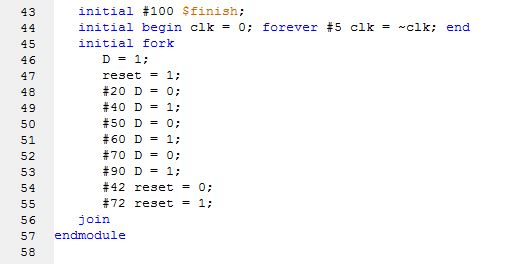 43 initial #100 $finish;
44 initial begin clk = 0; forever #5 clk = ~clk; end
45 initial fork
46 D = 1;
47 reset = 1;
48 #20 D = 0;
49 #40 D = 1;
50 #50 D = 0;
51 #60 D = 1;
52 #70 D = 0;
53 #90 D = 1;
54 #42 reset = 0;
55 #72 reset = 1;
56 join
57 endmodule
58